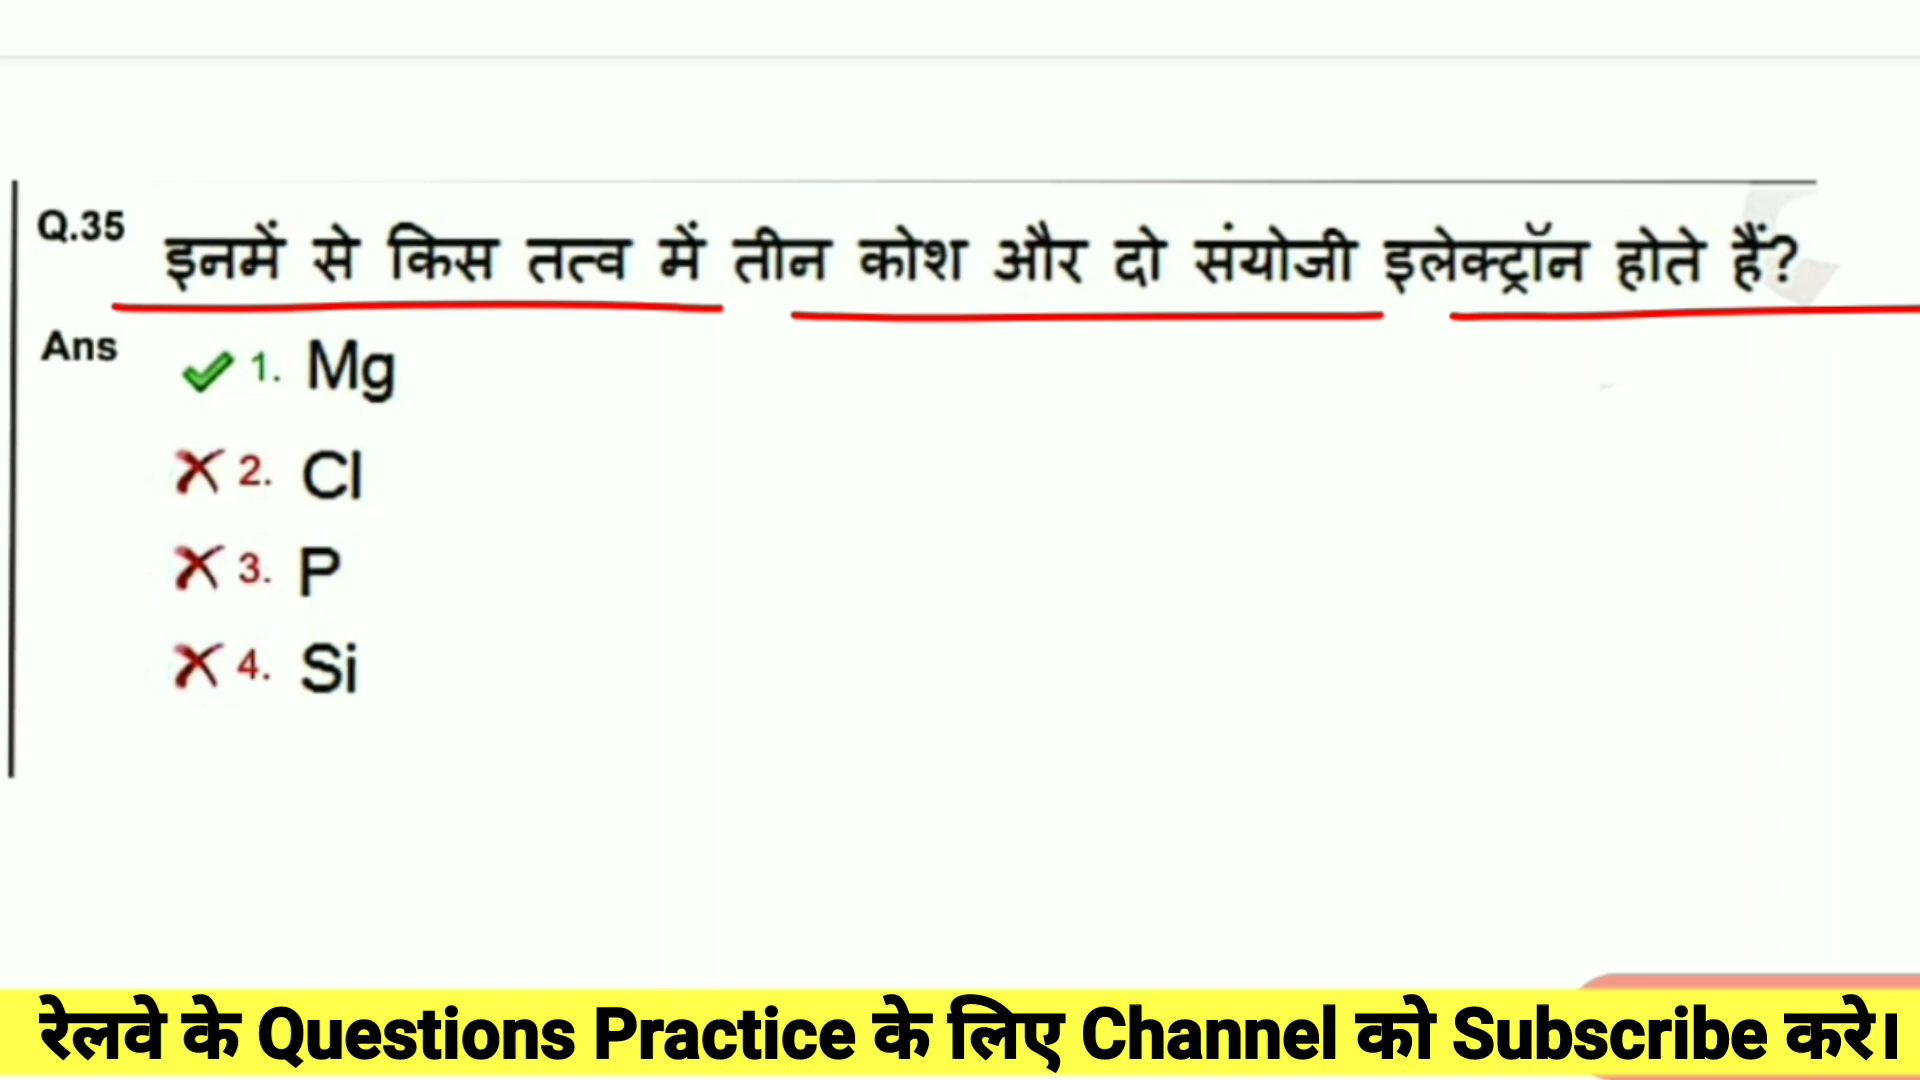 Q.35 इनमें से किस तत्व में तीन कोश और दो संयोजी इलेक्ट्रॉन होते हैं?
Ans 1. Mg
2. Cl
3. P
4. Si
रेलवे के Questions Practice के लिए Channel को Subscribe करे।